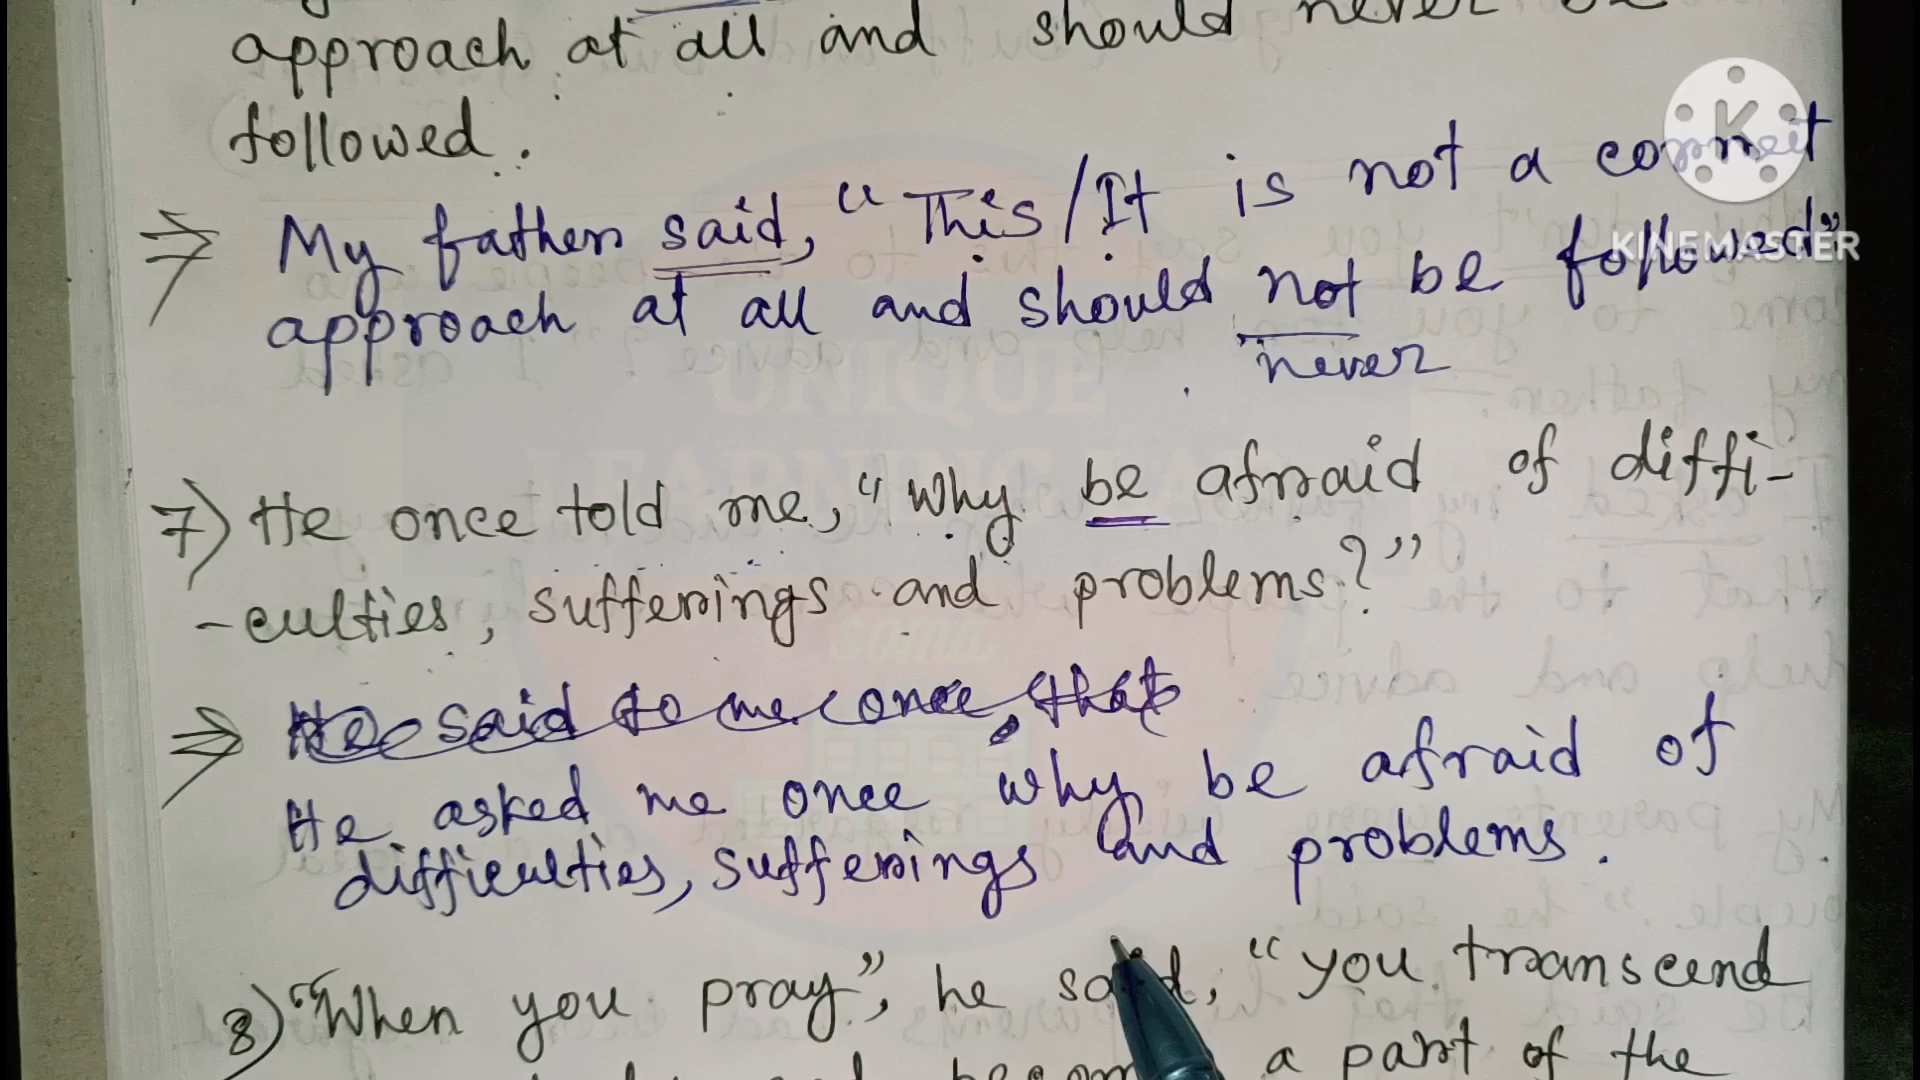 approach at all and should never be
followed.
⇒ My father said, "This/It is not a correct
approach at all and should not be followed"
never
7) He once told me, "Why be afraid of diffi-
-culties, sufferings and problems?"
⇒ He said to me once, that
He asked me once why be afraid of
difficulties, sufferings and problems.
8) "When you pray", he said, "you transcend
a part of the
K
KINEMASTER
UNIQUE